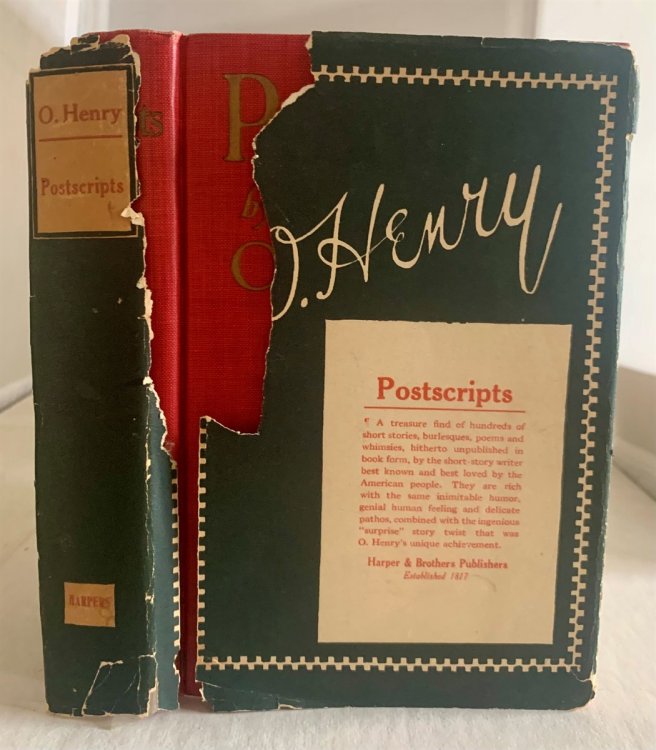 O. Henry
Postscripts
ts
HARPERS
P
by
O
O. Henry
Postscripts
¶ A treasure find of hundreds of
short stories, burlesques, poems and
whimsies, hitherto unpublished in
book form, by the short-story writer
best known and best loved by the
American people. They are rich
with the same inimitable humor,
genial human feeling and delicate
pathos, combined with the ingenious
"surprise" story twist that was
O. Henry's unique achievement.
Harper & Brothers Publishers
Established 1817